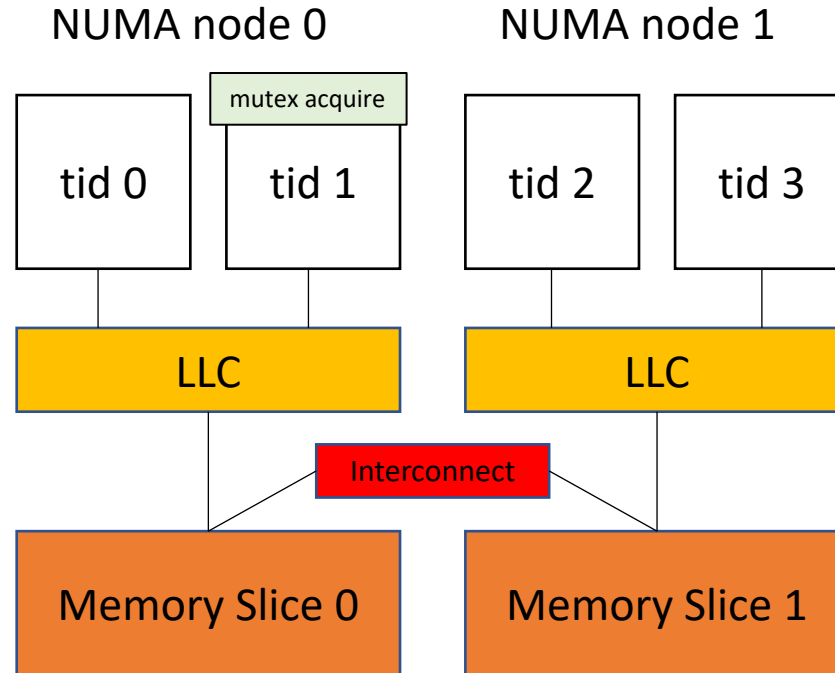 NUMA node 0
NUMA node 1
mutex acquire
tid 0
tid 1
tid 2
tid 3
LLC
LLC
Interconnect
Memory Slice 0
Memory Slice 1